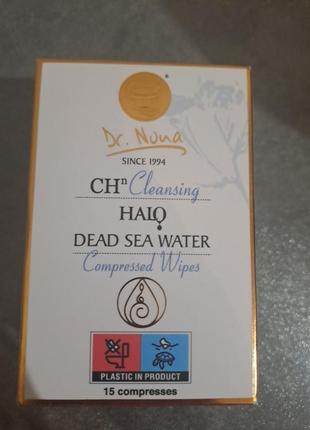 Dr. Nona
SINCE 1994
CHⁿ Cleansing
HALO
DEAD SEA WATER
Compressed Wipes
PLASTIC IN PRODUCT
15 compresses